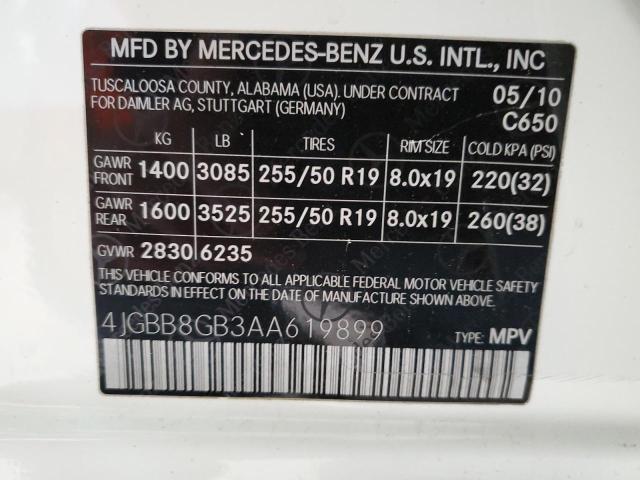 MFD BY MERCEDES-BENZ U.S. INTL., INC
TUSCALOOSA COUNTY, ALABAMA (USA). UNDER CONTRACT 05/10
FOR DAIMLER AG, STUTTGART (GERMANY) C650
KG LB TIRES RIM SIZE COLD KPA (PSI)
GAWR FRONT 1400 3085 255/50 R19 8.0x19 220(32)
GAWR REAR 1600 3525 255/50 R19 8.0x19 260(38)
GVWR 2830 6235
THIS VEHICLE CONFORMS TO ALL APPLICABLE FEDERAL MOTOR VEHICLE SAFETY
STANDARDS IN EFFECT ON THE DATE OF MANUFACTURE SHOWN ABOVE.
4JGBB8GB3AA619899 TYPE: MPV